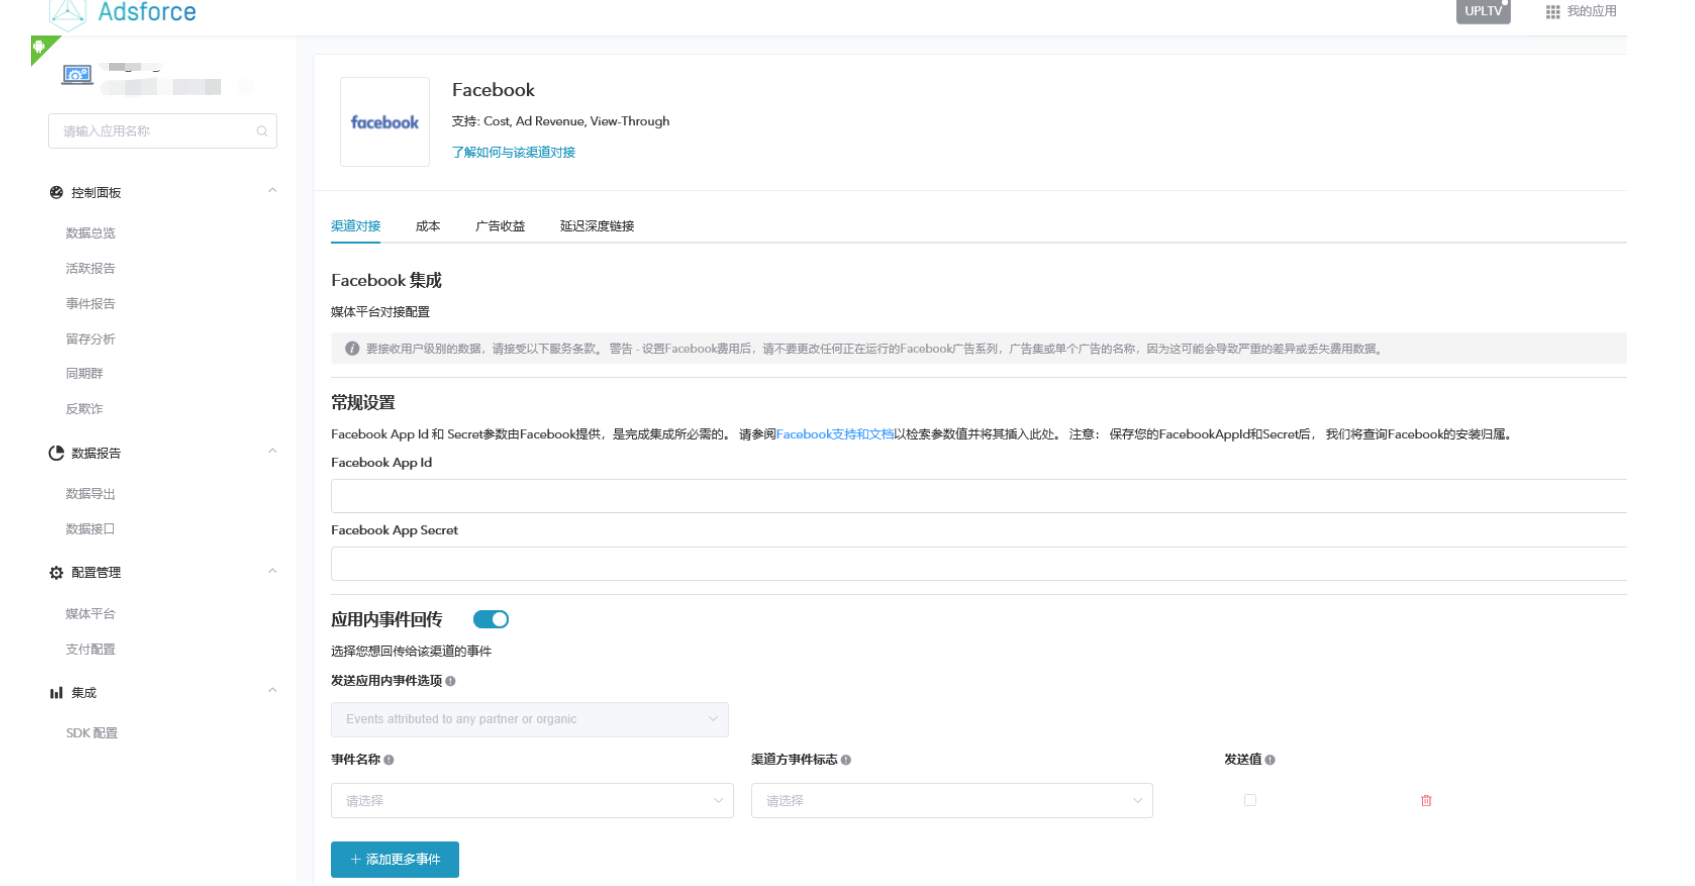 Adsforce
UPLTV
我的应用
请输入应用名称
控制面板
数据总览
活跃报告
事件报告
留存分析
同期群
反欺诈
数据报告
数据导出
数据接口
配置管理
媒体平台
支付配置
集成
SDK 配置
facebook
Facebook
支持: Cost, Ad Revenue, View-Through
了解如何与该渠道对接
渠道对接 成本 广告收益 延迟深度链接
Facebook 集成
媒体平台对接配置
要接收用户级别的数据，请接受以下服务条款。 警告 - 设置Facebook费用后，请不要更改任何正在运行的Facebook广告系列，广告集或单个广告的名称，因为这可能会导致严重的差异或丢失费用数据。
常规设置
Facebook App Id 和 Secret参数由Facebook提供，是完成集成所必需的。 请参阅Facebook支持和文档以检索参数值并将其插入此处。 注意： 保存您的FacebookAppId和Secret后， 我们将查询Facebook的安装归属。
Facebook App Id
Facebook App Secret
应用内事件回传
选择您想回传给该渠道的事件
发送应用内事件选项
Events attributed to any partner or organic
事件名称 渠道方事件标志 发送值
请选择 请选择
+ 添加更多事件